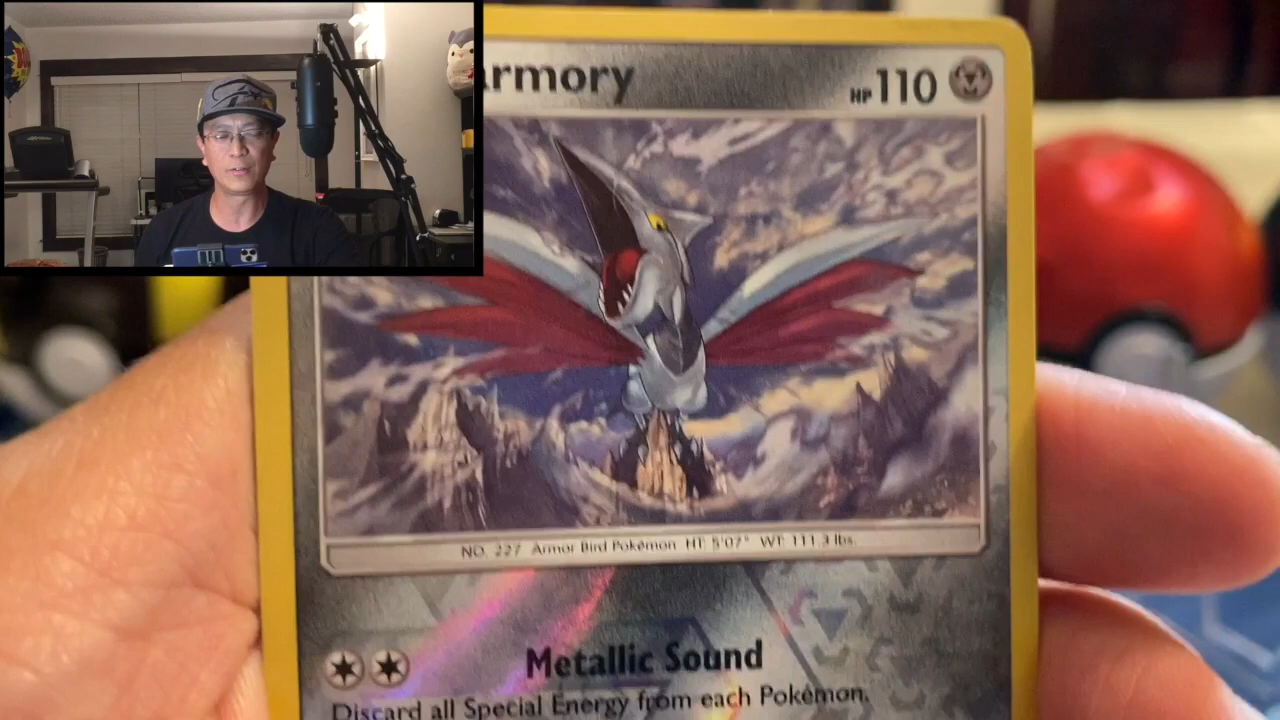 armory HP 110
NO. 227 Armor Bird Pokémon HT: 5'07" WT: 111.3 lbs.
Metallic Sound
Discard all Special Energy from each Pokémon.